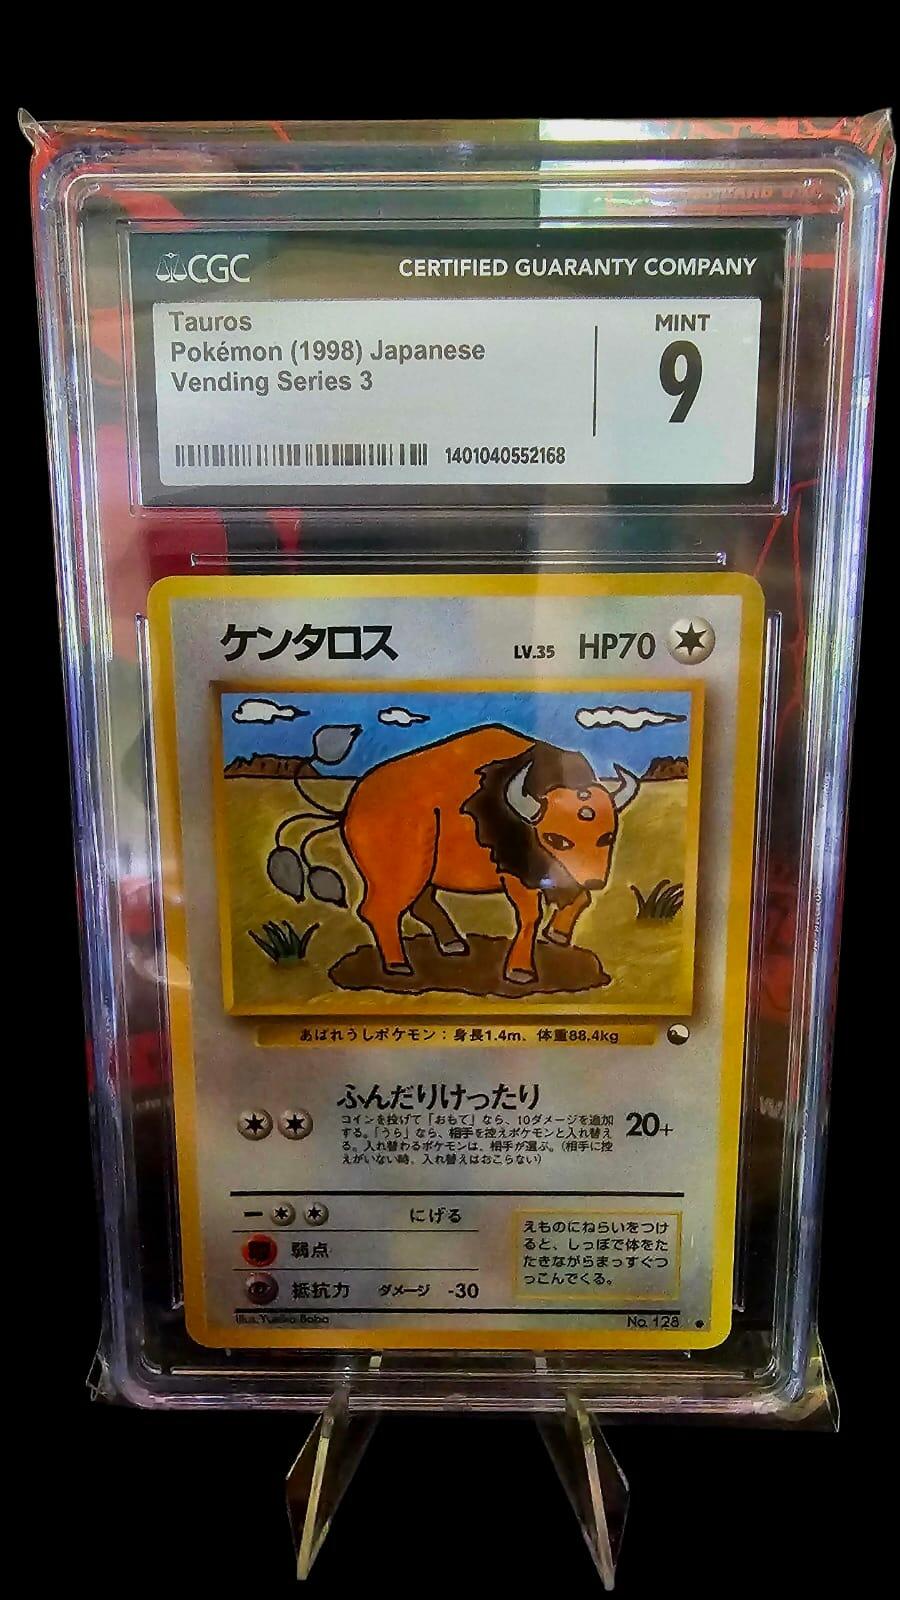 CGC
CERTIFIED GUARANTY COMPANY
Tauros
Pokémon (1998) Japanese
Vending Series 3
MINT
9
1401040552168
ケンタロス
LV.35 HP70
あばれうしポケモン：身長1.4m、体重88.4kg
ふんだりけったり
コインを投げて「おもて」なら、10ダメージを追加
する。「うら」なら、相手を控えポケモンと入れ替え
る。入れ替わるポケモンは、相手が選ぶ。（相手に控
えがいない時、入れ替えはおこらない）
20+
にげる
弱点
抵抗力 ダメージ -30
えものにねらいをつけ
ると、しっぽで体をた
たきながらまっすぐつ
っこんでくる。
Illus. Yukiko Baba
No. 128